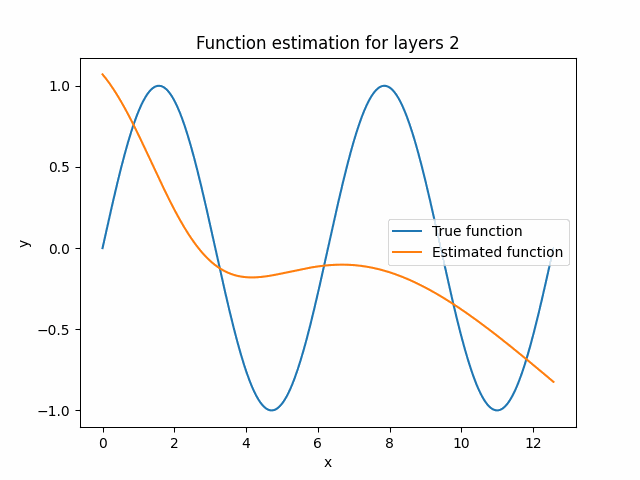 Function estimation for layers 2
1.0
0.5
0.0
−0.5
−1.0
y
True function
Estimated function
0 2 4 6 8 10 12
x